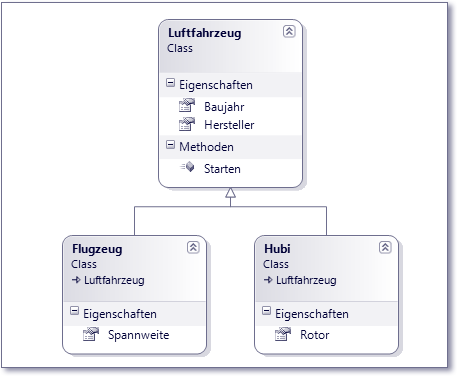 Luftfahrzeug
Class
Eigenschaften
Baujahr
Hersteller
Methoden
Starten
Flugzeug
Class
Luftfahrzeug
Eigenschaften
Spannweite
Hubi
Class
Luftfahrzeug
Eigenschaften
Rotor